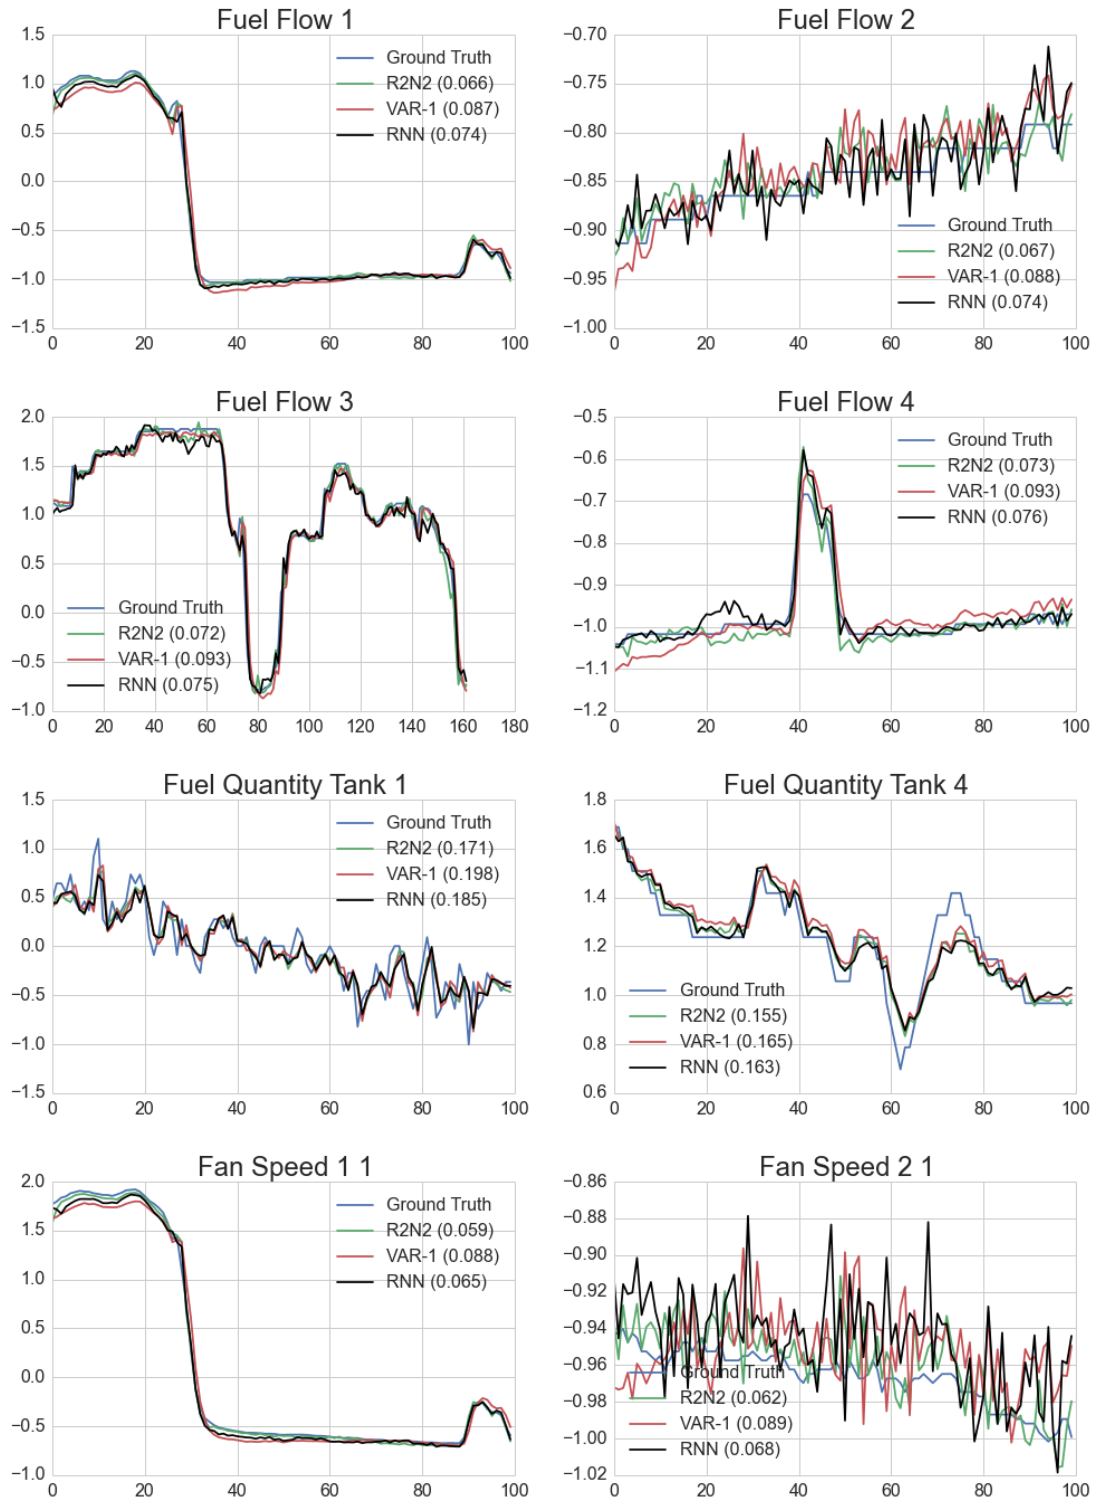 Fuel Flow 1
1.5
1.0
0.5
0.0
−0.5
−1.0
−1.5
0 20 40 60 80 100
Ground Truth
R2N2 (0.066)
VAR-1 (0.087)
RNN (0.074)
Fuel Flow 2
−0.70
−0.75
−0.80
−0.85
−0.90
−0.95
−1.00
0 20 40 60 80 100
Ground Truth
R2N2 (0.067)
VAR-1 (0.088)
RNN (0.074)
Fuel Flow 3
2.0
1.5
1.0
0.5
0.0
−0.5
−1.0
0 20 40 60 80 100 120 140 160 180
Ground Truth
R2N2 (0.072)
VAR-1 (0.093)
RNN (0.075)
Fuel Flow 4
−0.5
−0.6
−0.7
−0.8
−0.9
−1.0
−1.1
−1.2
0 20 40 60 80 100
Ground Truth
R2N2 (0.073)
VAR-1 (0.093)
RNN (0.076)
Fuel Quantity Tank 1
1.5
1.0
0.5
0.0
−0.5
−1.0
−1.5
0 20 40 60 80 100
Ground Truth
R2N2 (0.171)
VAR-1 (0.198)
RNN (0.185)
Fuel Quantity Tank 4
1.8
1.6
1.4
1.2
1.0
0.8
0.6
0 20 40 60 80 100
Ground Truth
R2N2 (0.155)
VAR-1 (0.165)
RNN (0.163)
Fan Speed 1 1
2.0
1.5
1.0
0.5
0.0
−0.5
−1.0
0 20 40 60 80 100
Ground Truth
R2N2 (0.059)
VAR-1 (0.088)
RNN (0.065)
Fan Speed 2 1
−0.86
−0.88
−0.90
−0.92
−0.94
−0.96
−0.98
−1.00
−1.02
0 20 40 60 80 100
Ground Truth
R2N2 (0.062)
VAR-1 (0.089)
RNN (0.068)